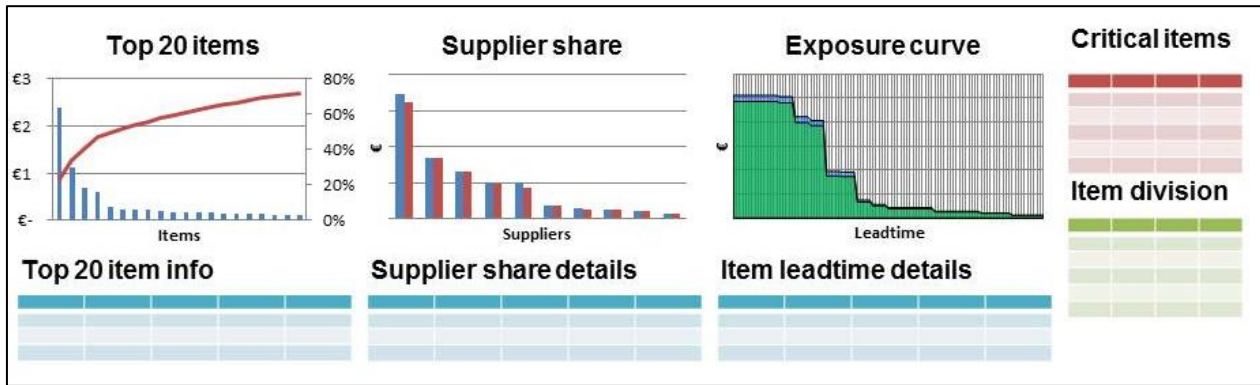 Top 20 items
€3
€2
€1
€-
80%
60%
40%
20%
0%
Items
Supplier share
€
Suppliers
Exposure curve
€
Leadtime
Critical items
Item division
Top 20 item info
Supplier share details
Item leadtime details